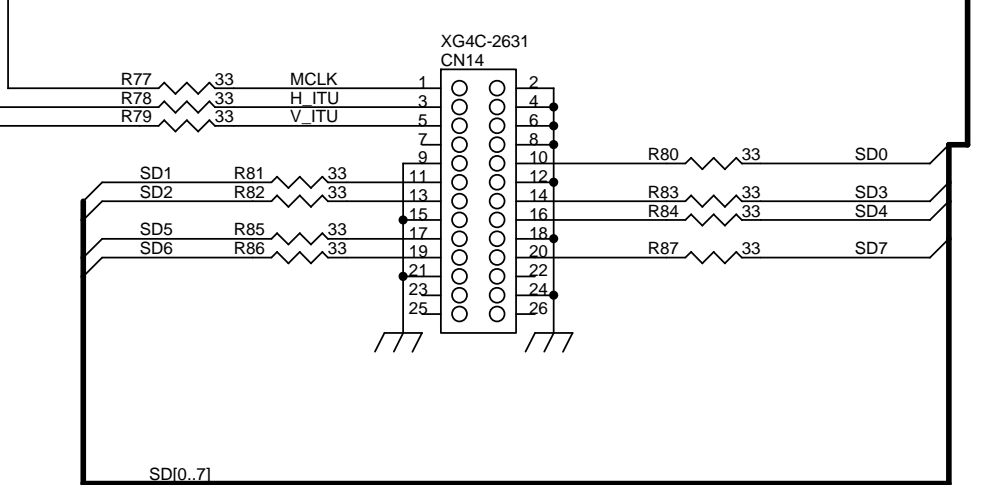 XG4C-2631
CN14
R77 33 MCLK 1 2
R78 33 H_ITU 3 4
R79 33 V_ITU 5 6
7 8
9 10 R80 33 SD0
SD1 R81 33 11 12
SD2 R82 33 13 14 R83 33 SD3
15 16 R84 33 SD4
SD5 R85 33 17 18
SD6 R86 33 19 20 R87 33 SD7
21 22
23 24
25 26
SD[0..7]